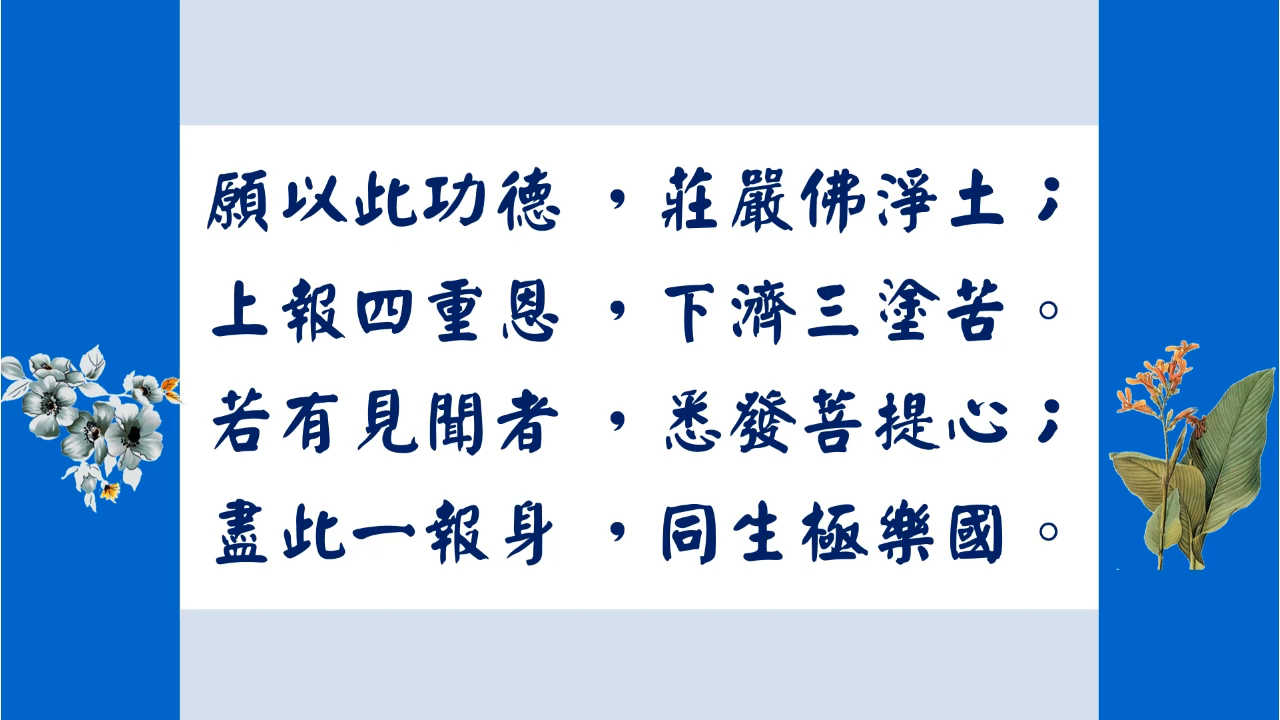 願以此功德，莊嚴佛淨土；
上報四重恩，下濟三塗苦。
若有見聞者，悉發菩提心；
盡此一報身，同生極樂國。